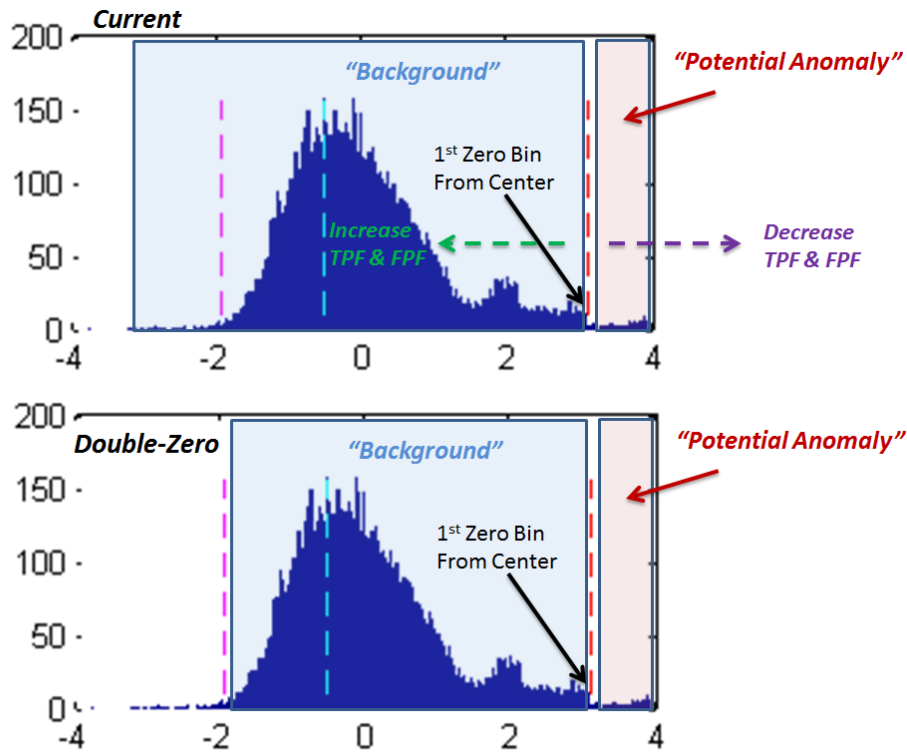 Current
200
150
100
50
0
“Background”
“Potential Anomaly”
1st Zero Bin
From Center
Increase
TPF & FPF
Decrease
TPF & FPF
-4 -2 0 2 4
Double-Zero
200
150
100
50
0
“Background”
“Potential Anomaly”
1st Zero Bin
From Center
-4 -2 0 2 4